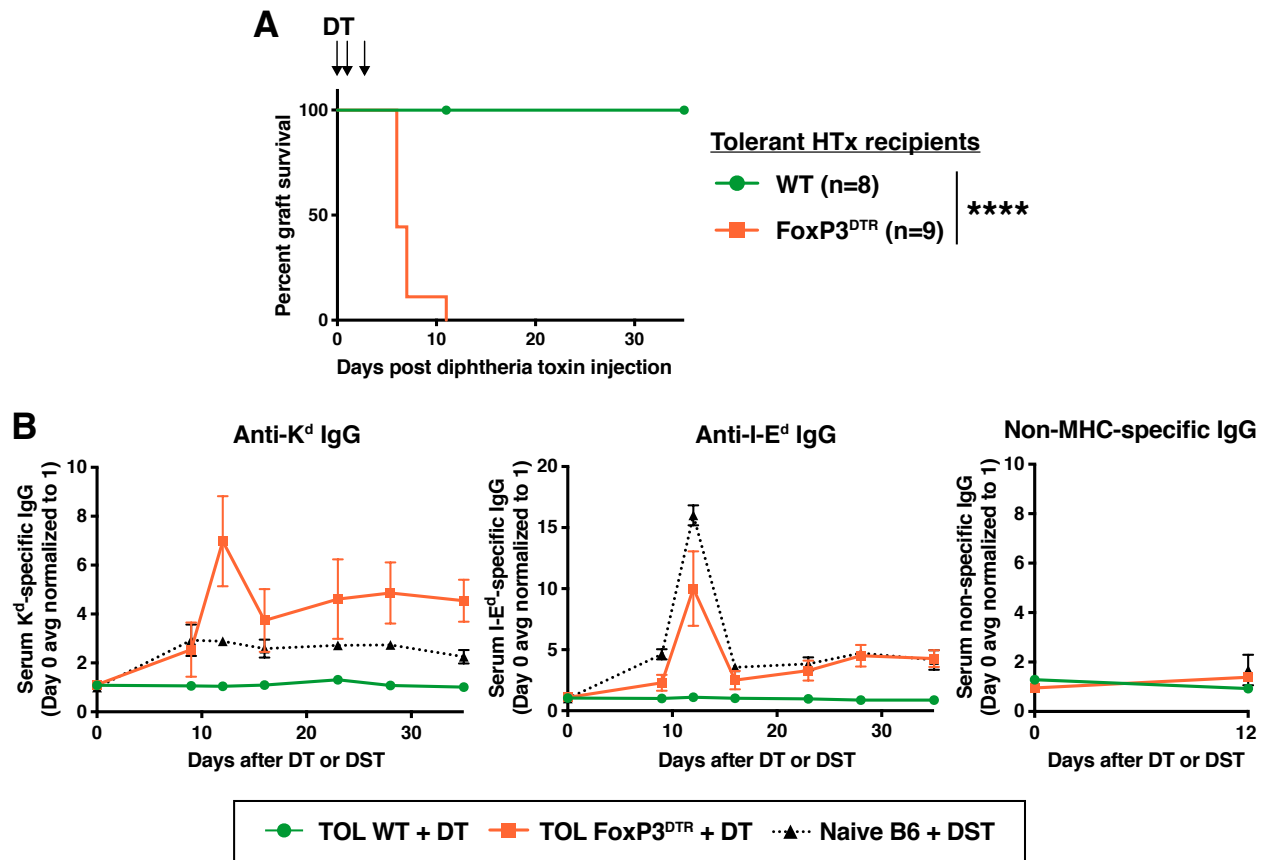 A
DT
100
50
0
Percent graft survival
0 10 20 30
Days post diphtheria toxin injection
Tolerant HTx recipients
WT (n=8)
FoxP3DTR (n=9)
****
B
Anti-Kd IgG
Serum Kd-specific IgG
(Day 0 avg normalized to 1)
10
8
6
4
2
0
0 10 20 30
Days after DT or DST
Anti-I-Ed IgG
Serum I-Ed-specific IgG
(Day 0 avg normalized to 1)
20
15
10
5
0
0 10 20 30
Days after DT or DST
Non-MHC-specific IgG
Serum non-specific IgG
(Day 0 avg normalized to 1)
10
8
6
4
2
0
0 12
Days after DT or DST
TOL WT + DT TOL FoxP3DTR + DT Naive B6 + DST